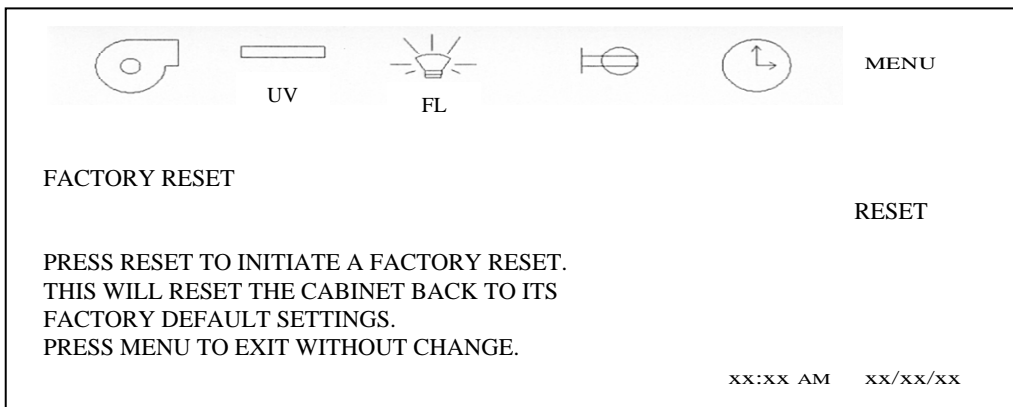 MENU
UV
FL
FACTORY RESET
RESET
PRESS RESET TO INITIATE A FACTORY RESET.
THIS WILL RESET THE CABINET BACK TO ITS
FACTORY DEFAULT SETTINGS.
PRESS MENU TO EXIT WITHOUT CHANGE.
xx:xx AM xx/xx/xx